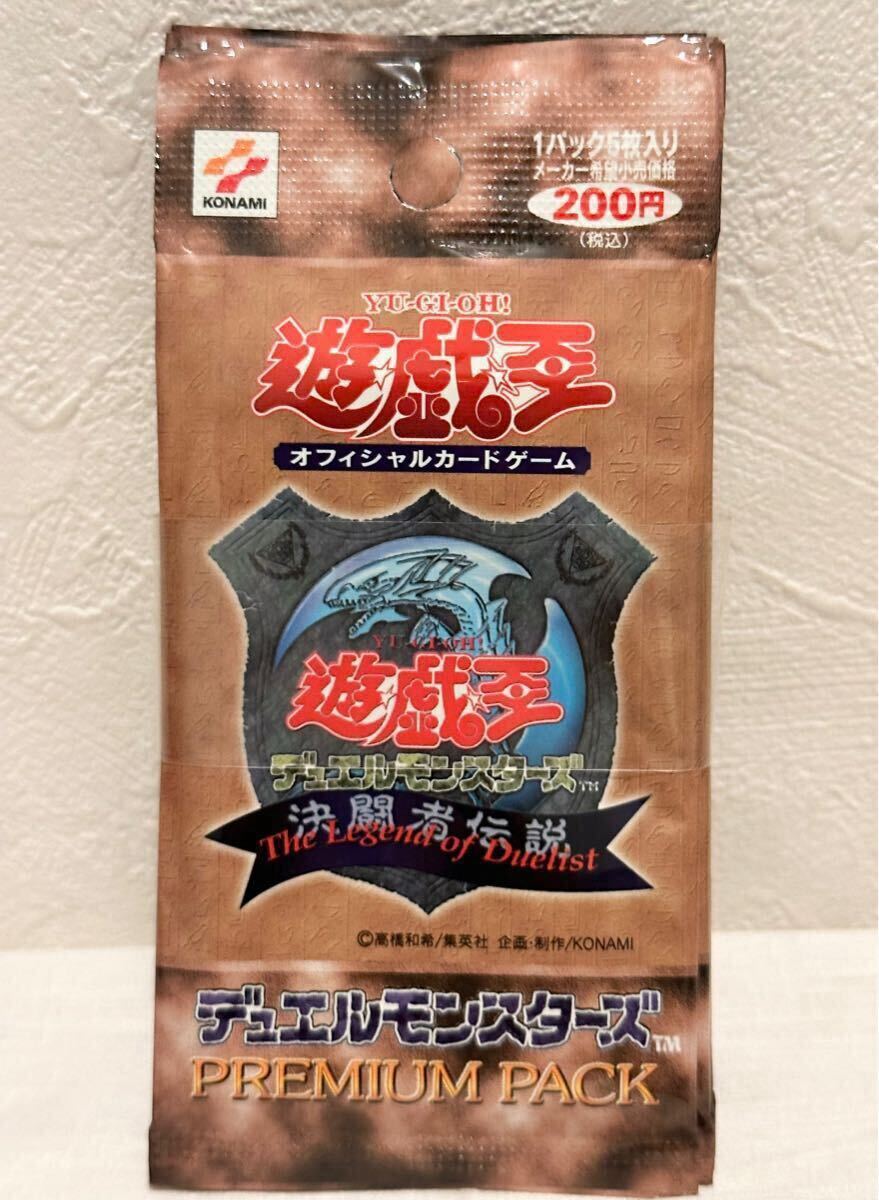 KONAMI
1パック5枚入り
メーカー希望小売価格
200円
(税込)
YU-GI-OH!
遊☆戯☆王
オフィシャルカードゲーム
YU-GI-OH!
遊☆戯☆王
デュエルモンスターズ™
決闘者伝説
The Legend of Duelist
©高橋和希/集英社 企画・制作/KONAMI
デュエルモンスターズ™
PREMIUM PACK